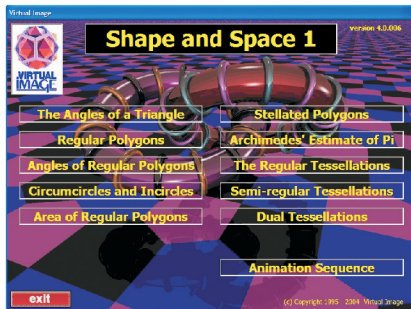 Virtual Image
Shape and Space 1
version 4.0.006
VIRTUAL
IMAGE
The Angles of a Triangle
Stellated Polygons
Regular Polygons
Archimedes' Estimate of Pi
Angles of Regular Polygons
The Regular Tessellations
Circumcircles and Incircles
Semi-regular Tessellations
Area of Regular Polygons
Dual Tessellations
Animation Sequence
exit
(c) Copyright 1995 2004 Virtual Image